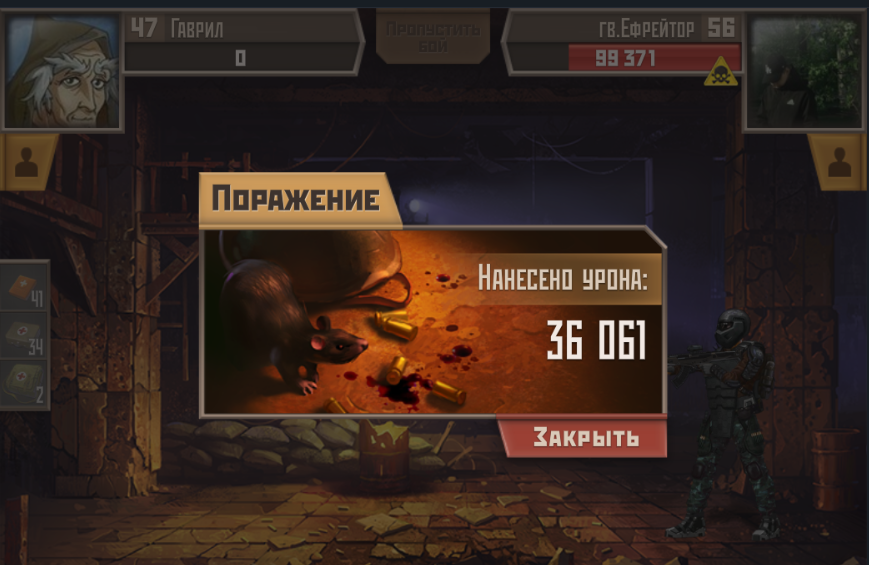 47 Гаврил
0
Пропустить
бой
гв.Ефрейтор 56
99 371
Поражение
Нанесено урона:
36 061
41
34
2
Закрыть